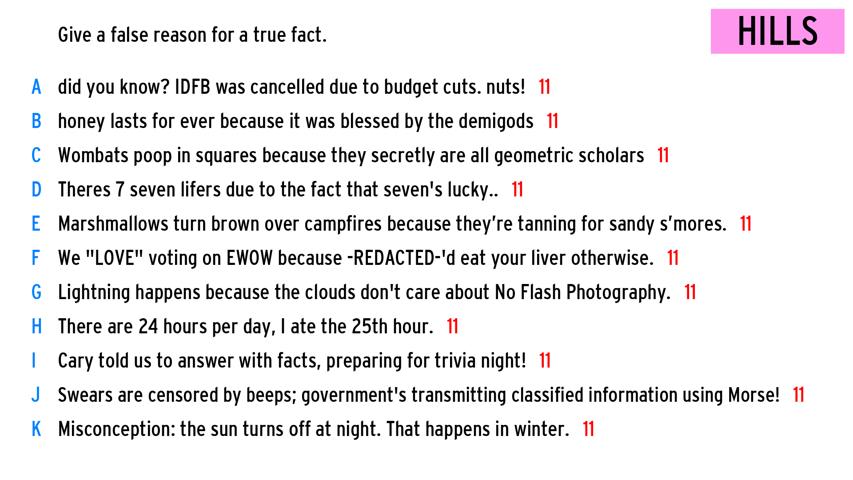 Give a false reason for a true fact.
HILLS
A did you know? IDFB was cancelled due to budget cuts. nuts! 11
B honey lasts for ever because it was blessed by the demigods 11
C Wombats poop in squares because they secretly are all geometric scholars 11
D Theres 7 seven lifers due to the fact that seven's lucky.. 11
E Marshmallows turn brown over campfires because they’re tanning for sandy s’mores. 11
F We "LOVE" voting on EWOW because -REDACTED-'d eat your liver otherwise. 11
G Lightning happens because the clouds don't care about No Flash Photography. 11
H There are 24 hours per day, I ate the 25th hour. 11
I Cary told us to answer with facts, preparing for trivia night! 11
J Swears are censored by beeps; government's transmitting classified information using Morse! 11
K Misconception: the sun turns off at night. That happens in winter. 11